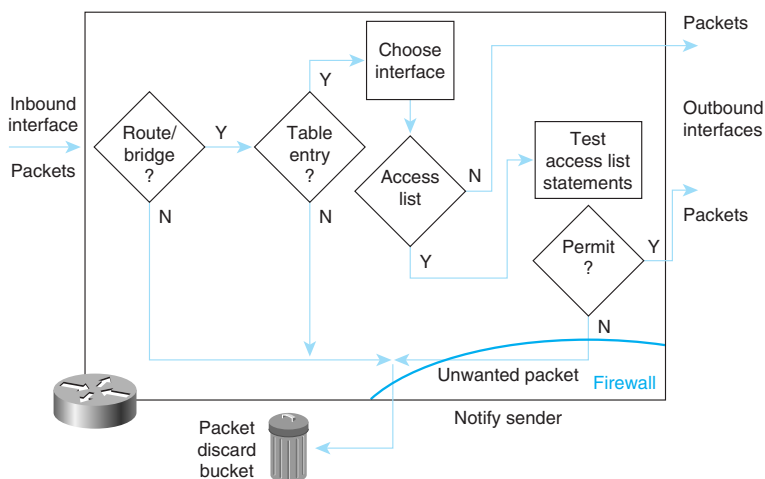 Inbound
interface
Packets
Route/
bridge
?
Y
N
Table
entry
?
Y
N
Choose
interface
Access
list
N
Y
Test
access list
statements
Permit
?
Y
N
Packets
Outbound
interfaces
Packets
Unwanted packet
Firewall
Notify sender
Packet
discard
bucket